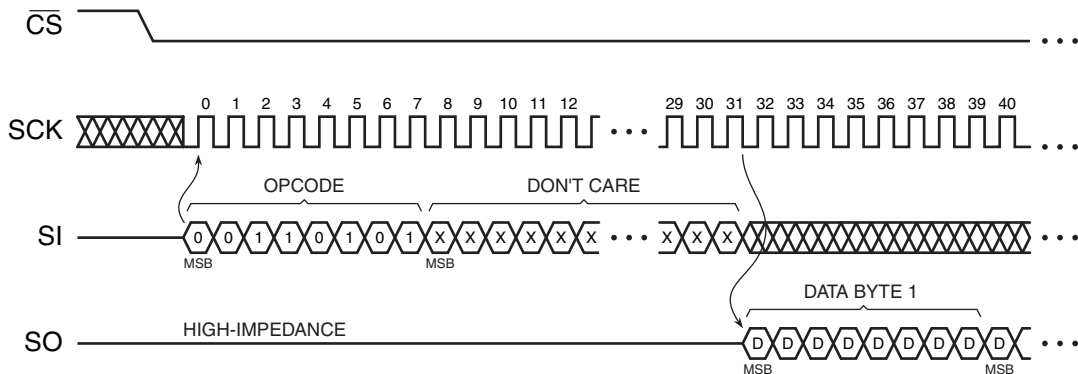 CS
0 1 2 3 4 5 6 7 8 9 10 11 12 29 30 31 32 33 34 35 36 37 38 39 40
SCK
OPCODE DON'T CARE
SI 0 0 1 1 0 1 0 1 X X X X X X X X X
MSB MSB
DATA BYTE 1
HIGH-IMPEDANCE
SO D D D D D D D D D
MSB MSB